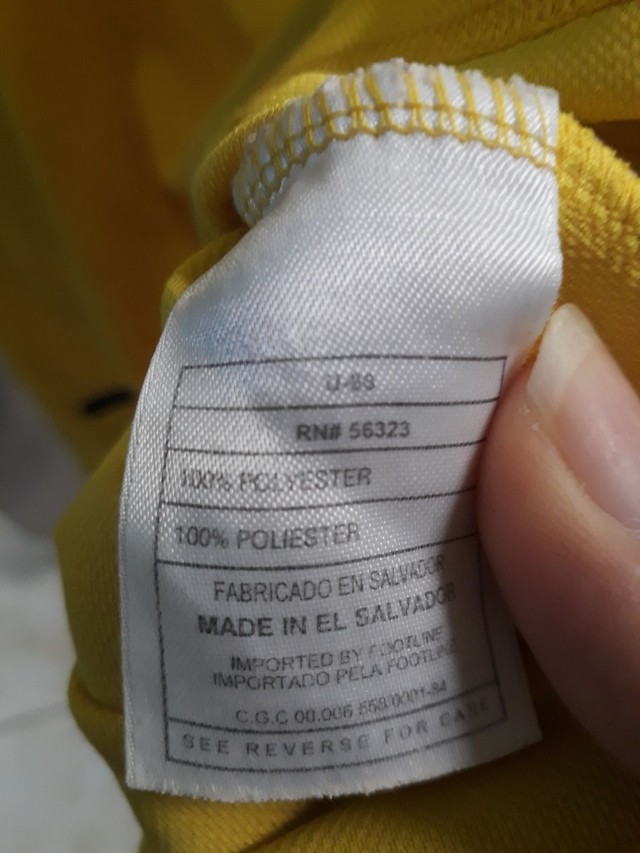 RN# 56323
100% POLYESTER
100% POLIESTER
FABRICADO EN SALVADOR
MADE IN EL SALVADOR
IMPORTED BY FOOTLINE
IMPORTADO PELA FOOTLINE
C.G.C 00.006 558/0001-84
SEE REVERSE FOR CARE